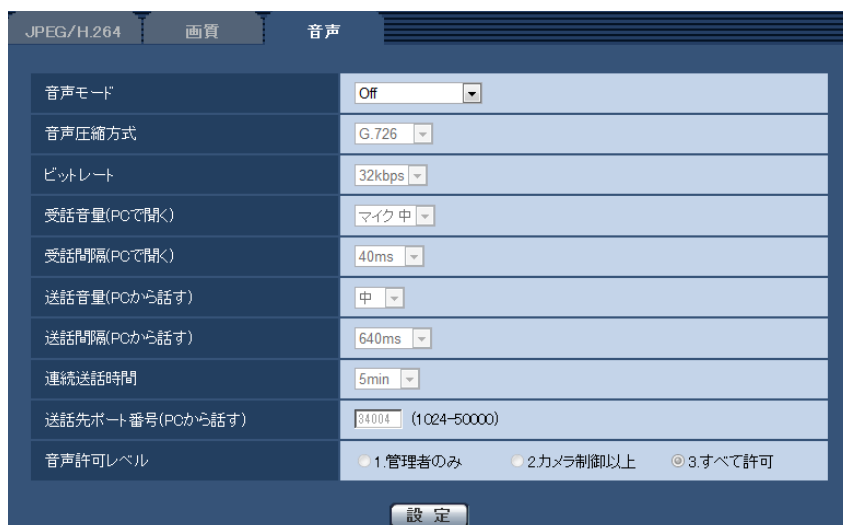 JPEG/H.264 画質 音声
音声モード Off
音声圧縮方式 G.726
ビットレート 32kbps
受話音量(PCで聞く) マイク 中
受話間隔(PCで聞く) 40ms
送話音量(PCから話す) 中
送話間隔(PCから話す) 640ms
連続送話時間 5min
送話先ポート番号(PCから話す) 34004 (1024-50000)
音声許可レベル 1.管理者のみ 2.カメラ制御以上 3.すべて許可
設 定